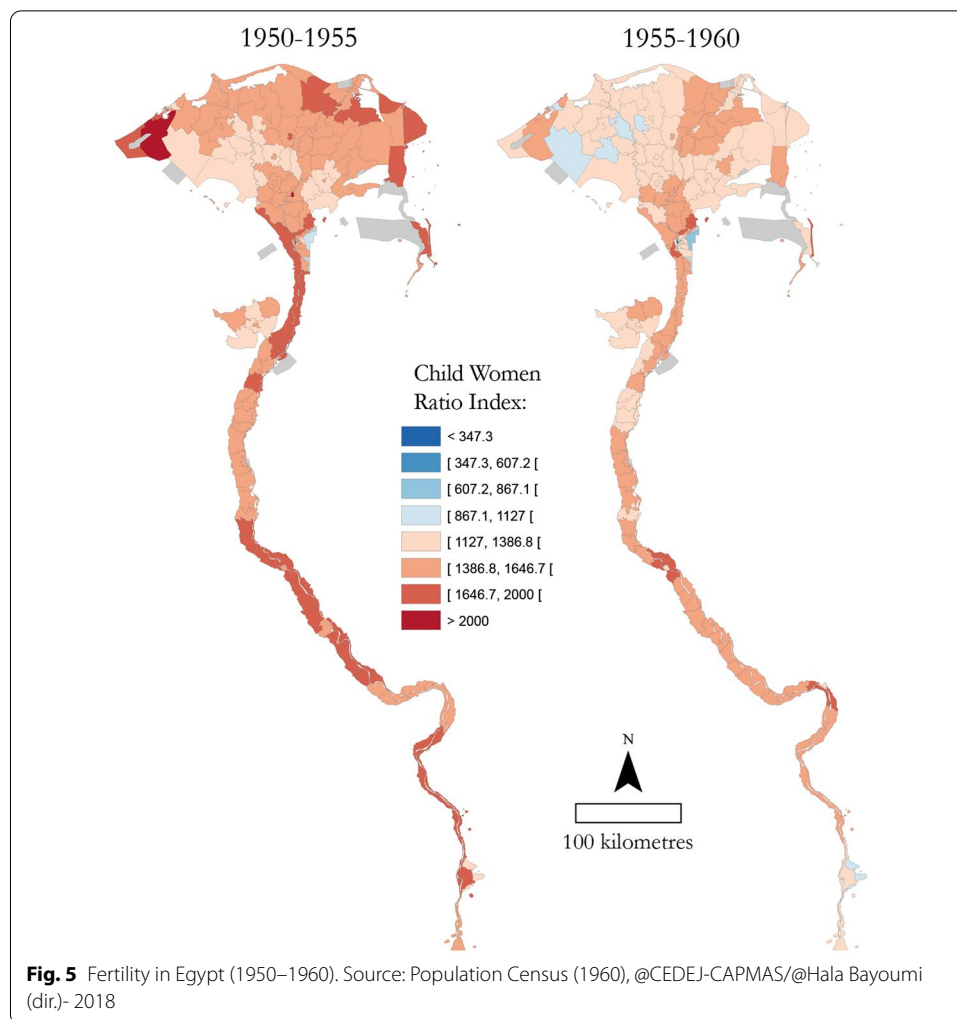 1950-1955
1955-1960
Child Women
Ratio Index:
< 347.3
[ 347.3, 607.2 [
[ 607.2, 867.1 [
[ 867.1, 1127 [
[ 1127, 1386.8 [
[ 1386.8, 1646.7 [
[ 1646.7, 2000 [
> 2000
N
100 kilometres
Fig. 5 Fertility in Egypt (1950–1960). Source: Population Census (1960), @CEDEJ-CAPMAS/@Hala Bayoumi
(dir.)- 2018